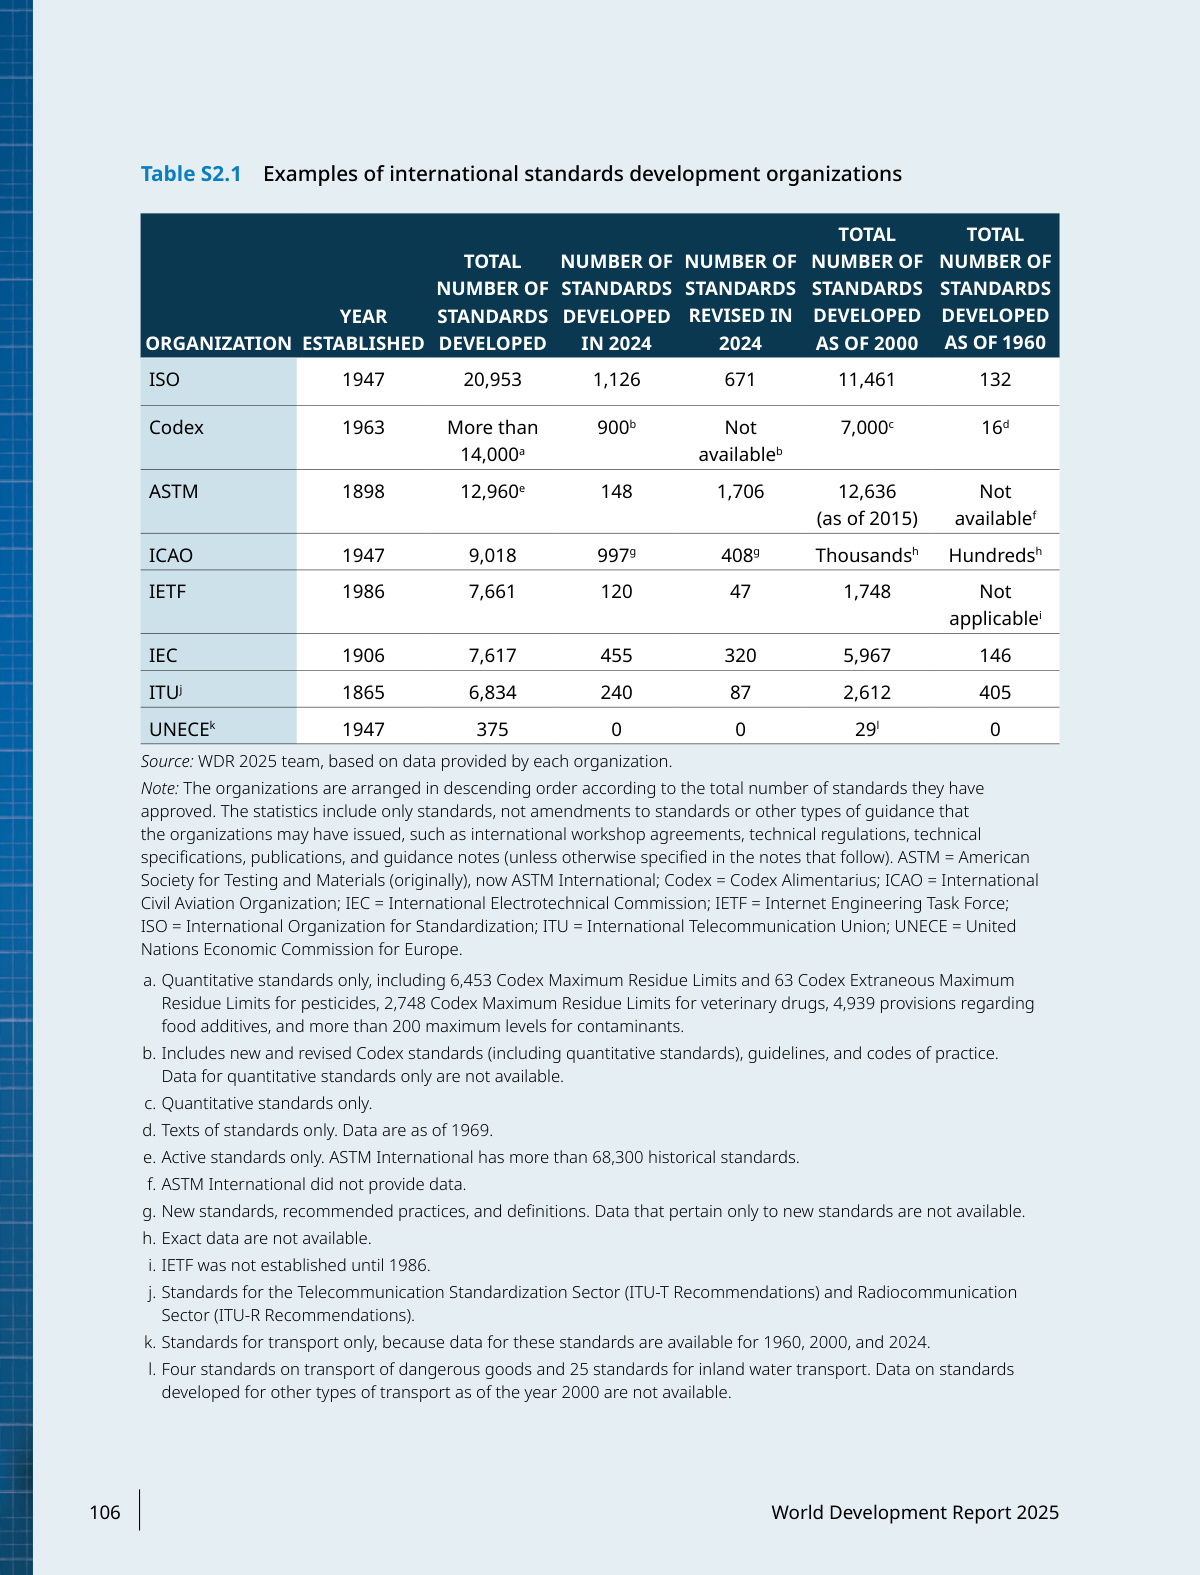 Table S2.1 Examples of international standards development organizations
ORGANIZATION YEAR ESTABLISHED TOTAL NUMBER OF STANDARDS DEVELOPED NUMBER OF STANDARDS DEVELOPED IN 2024 NUMBER OF STANDARDS REVISED IN 2024 TOTAL NUMBER OF STANDARDS DEVELOPED AS OF 2000 TOTAL NUMBER OF STANDARDS DEVELOPED AS OF 1960
ISO 1947 20,953 1,126 671 11,461 132
Codex 1963 More than 14,000ᵃ 900ᵇ Not availableᵇ 7,000ᶜ 16ᵈ
ASTM 1898 12,960ᵉ 148 1,706 12,636 (as of 2015) Not availableᶠ
ICAO 1947 9,018 997ᵍ 408ᵍ Thousandsʰ Hundredsʰ
IETF 1986 7,661 120 47 1,748 Not applicableⁱ
IEC 1906 7,617 455 320 5,967 146
ITUʲ 1865 6,834 240 87 2,612 405
UNECEᵏ 1947 375 0 0 29ˡ 0
Source: WDR 2025 team, based on data provided by each organization.
Note: The organizations are arranged in descending order according to the total number of standards they have
approved. The statistics include only standards, not amendments to standards or other types of guidance that
the organizations may have issued, such as international workshop agreements, technical regulations, technical
specifications, publications, and guidance notes (unless otherwise specified in the notes that follow). ASTM = American
Society for Testing and Materials (originally), now ASTM International; Codex = Codex Alimentarius; ICAO = International
Civil Aviation Organization; IEC = International Electrotechnical Commission; IETF = Internet Engineering Task Force;
ISO = International Organization for Standardization; ITU = International Telecommunication Union; UNECE = United
Nations Economic Commission for Europe.
a. Quantitative standards only, including 6,453 Codex Maximum Residue Limits and 63 Codex Extraneous Maximum
Residue Limits for pesticides, 2,748 Codex Maximum Residue Limits for veterinary drugs, 4,939 provisions regarding
food additives, and more than 200 maximum levels for contaminants.
b. Includes new and revised Codex standards (including quantitative standards), guidelines, and codes of practice.
Data for quantitative standards only are not available.
c. Quantitative standards only.
d. Texts of standards only. Data are as of 1969.
e. Active standards only. ASTM International has more than 68,300 historical standards.
f. ASTM International did not provide data.
g. New standards, recommended practices, and definitions. Data that pertain only to new standards are not available.
h. Exact data are not available.
i. IETF was not established until 1986.
j. Standards for the Telecommunication Standardization Sector (ITU-T Recommendations) and Radiocommunication
Sector (ITU-R Recommendations).
k. Standards for transport only, because data for these standards are available for 1960, 2000, and 2024.
l. Four standards on transport of dangerous goods and 25 standards for inland water transport. Data on standards
developed for other types of transport as of the year 2000 are not available.
106 World Development Report 2025